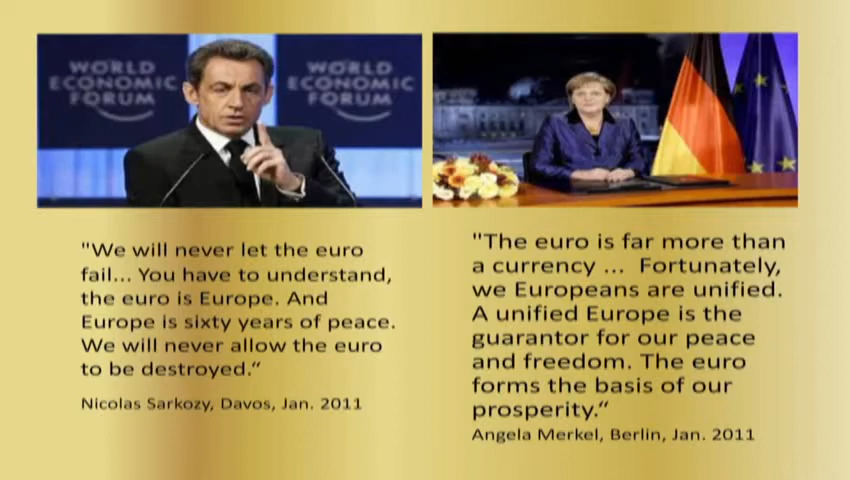 WORLD
ECONOMIC
FORUM
WORLD
ECONOMIC
FORUM
"We will never let the euro
fail... You have to understand,
the euro is Europe. And
Europe is sixty years of peace.
We will never allow the euro
to be destroyed.“
Nicolas Sarkozy, Davos, Jan. 2011
"The euro is far more than
a currency ... Fortunately,
we Europeans are unified.
A unified Europe is the
guarantor for our peace
and freedom. The euro
forms the basis of our
prosperity.“
Angela Merkel, Berlin, Jan. 2011